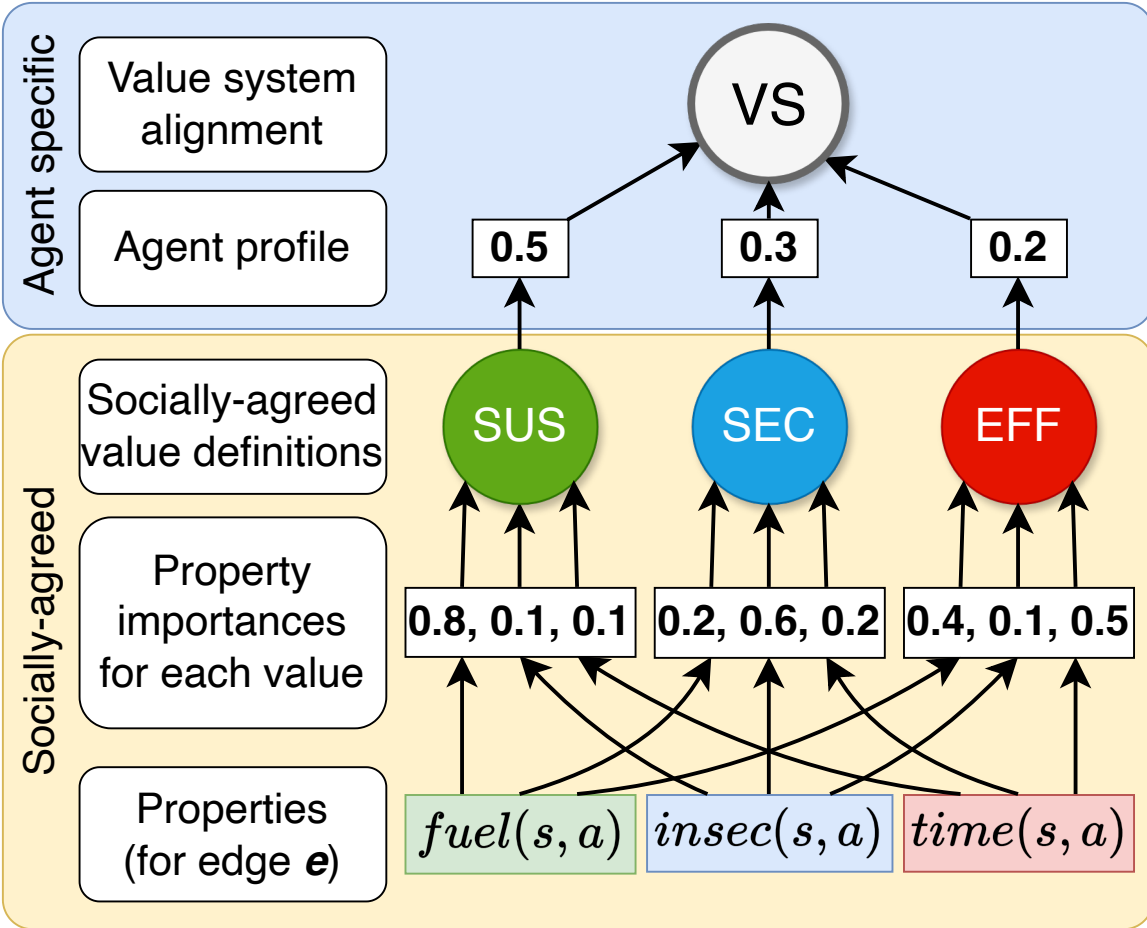 Agent specific
Value system
alignment
VS
Agent profile
0.5
0.3
0.2
Socially-agreed
Socially-agreed
value definitions
SUS
SEC
EFF
Property
importances
for each value
0.8, 0.1, 0.1
0.2, 0.6, 0.2
0.4, 0.1, 0.5
Properties
(for edge e)
fuel(s, a)
insec(s, a)
time(s, a)